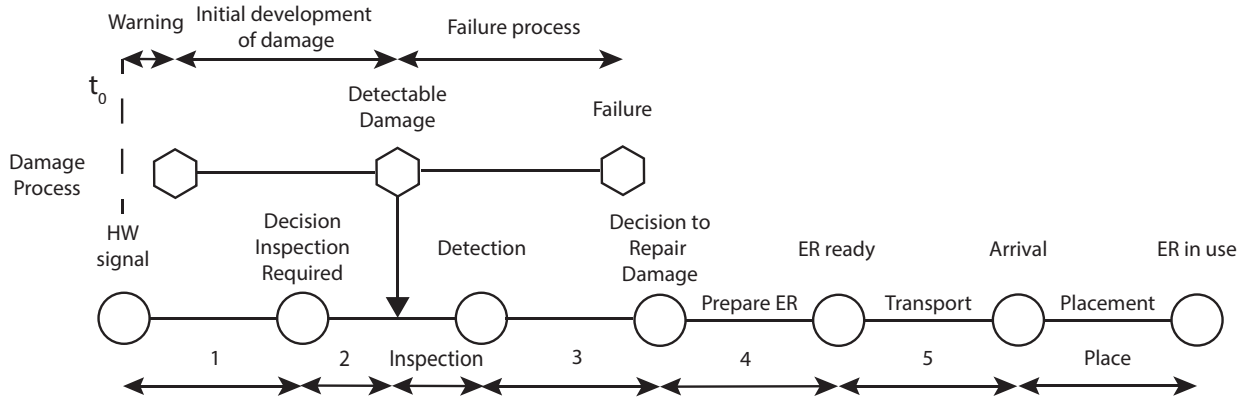 Warning
Initial development
of damage
Failure process
t0
Detectable
Damage
Failure
Damage
Process
HW
signal
Decision
Inspection
Required
Detection
Decision to
Repair
Damage
ER ready
Arrival
ER in use
Prepare ER
Transport
Placement
1
2
Inspection
3
4
5
Place